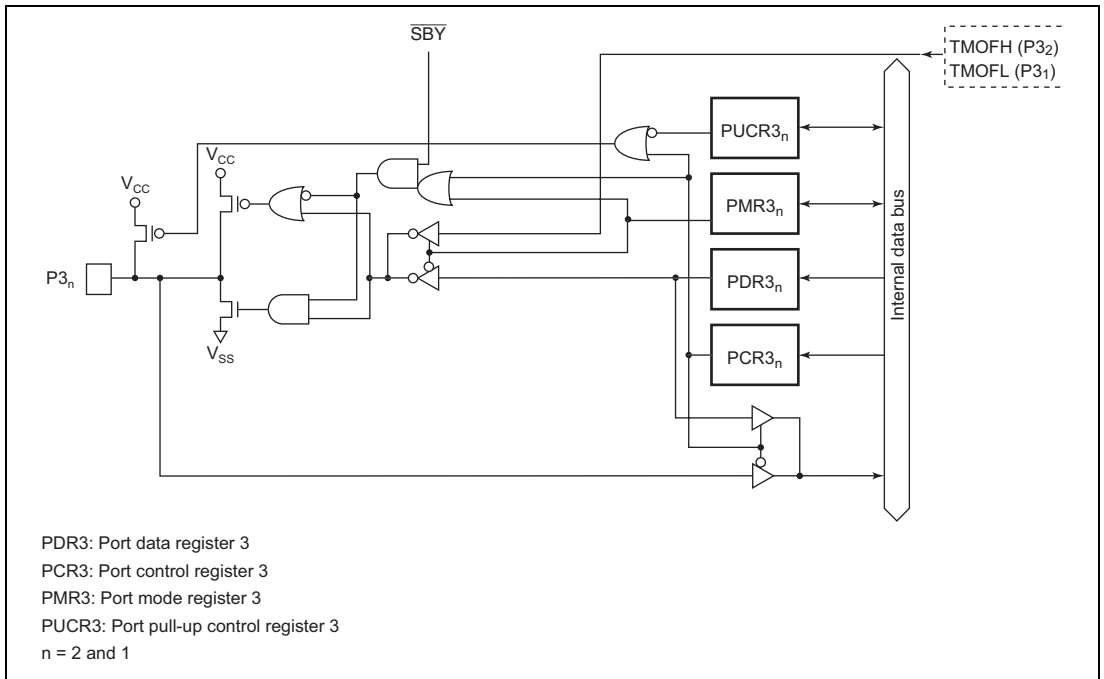 SBY
TMOFH (P32)
TMOFL (P31)
PUCR3n
VCC
VCC
PMR3n
P3n
PDR3n
Internal data bus
VSS
PCR3n
PDR3: Port data register 3
PCR3: Port control register 3
PMR3: Port mode register 3
PUCR3: Port pull-up control register 3
n = 2 and 1